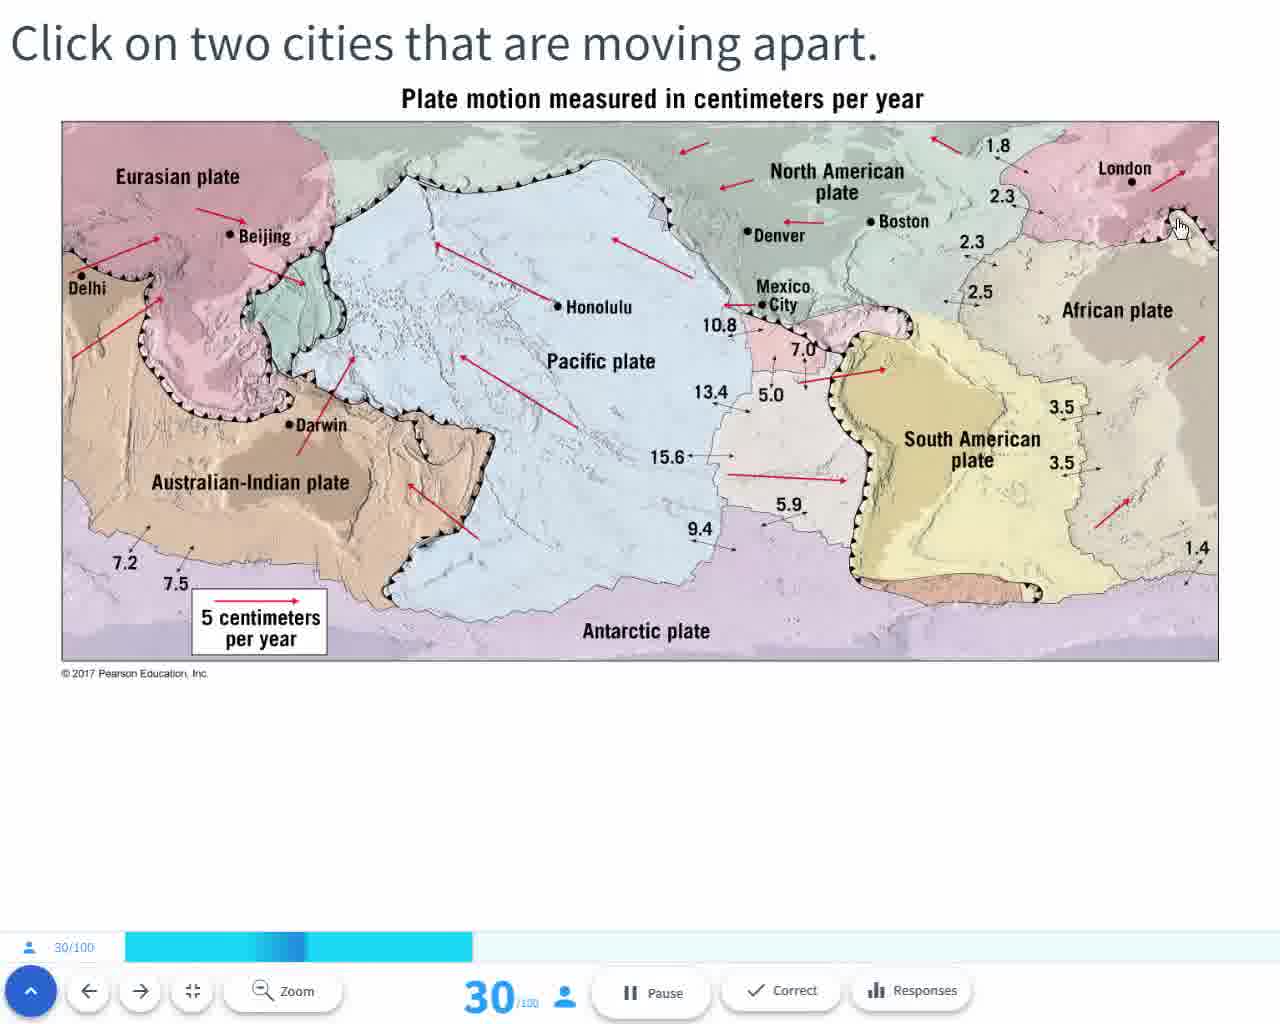 Click on two cities that are moving apart.
Plate motion measured in centimeters per year
Eurasian plate
Beijing
Delhi
Honolulu
Pacific plate
Darwin
Australian-Indian plate
7.2
7.5
5 centimeters
per year
Antarctic plate
North American
plate
Denver
Boston
Mexico
City
10.8
7.0
5.0
13.4
15.6
5.9
9.4
1.8
2.3
2.3
2.5
London
African plate
South American
plate
3.5
3.5
1.4
© 2017 Pearson Education, Inc.
30/100
Zoom
30/100
Pause
Correct
Responses